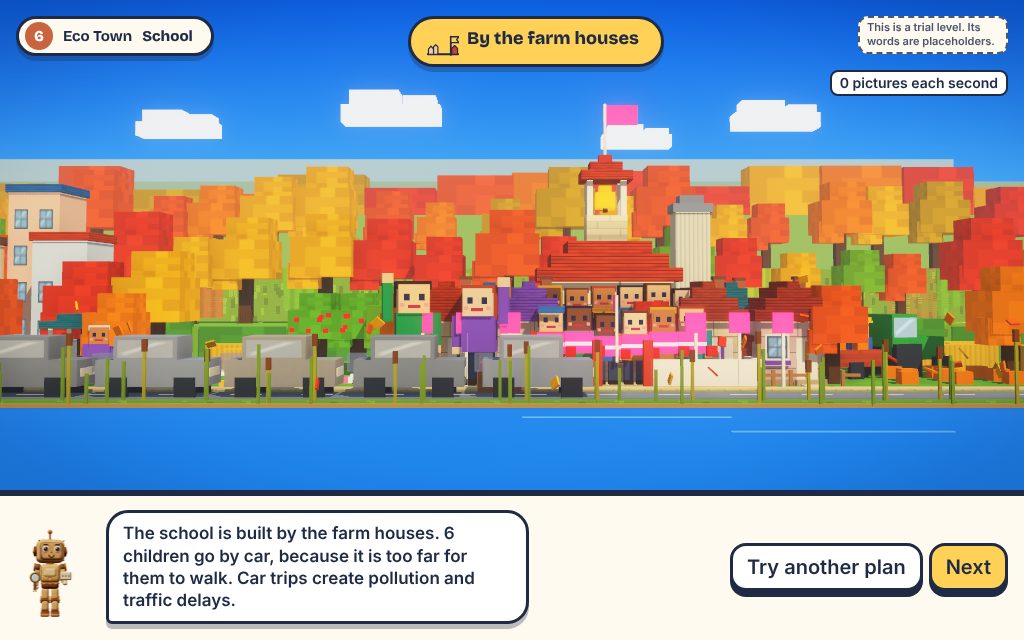 6 Eco Town School
By the farm houses
This is a trial level. Its
words are placeholders.
0 pictures each second
The school is built by the farm houses. 6
children go by car, because it is too far for
them to walk. Car trips create pollution and
traffic delays.
Try another plan
Next